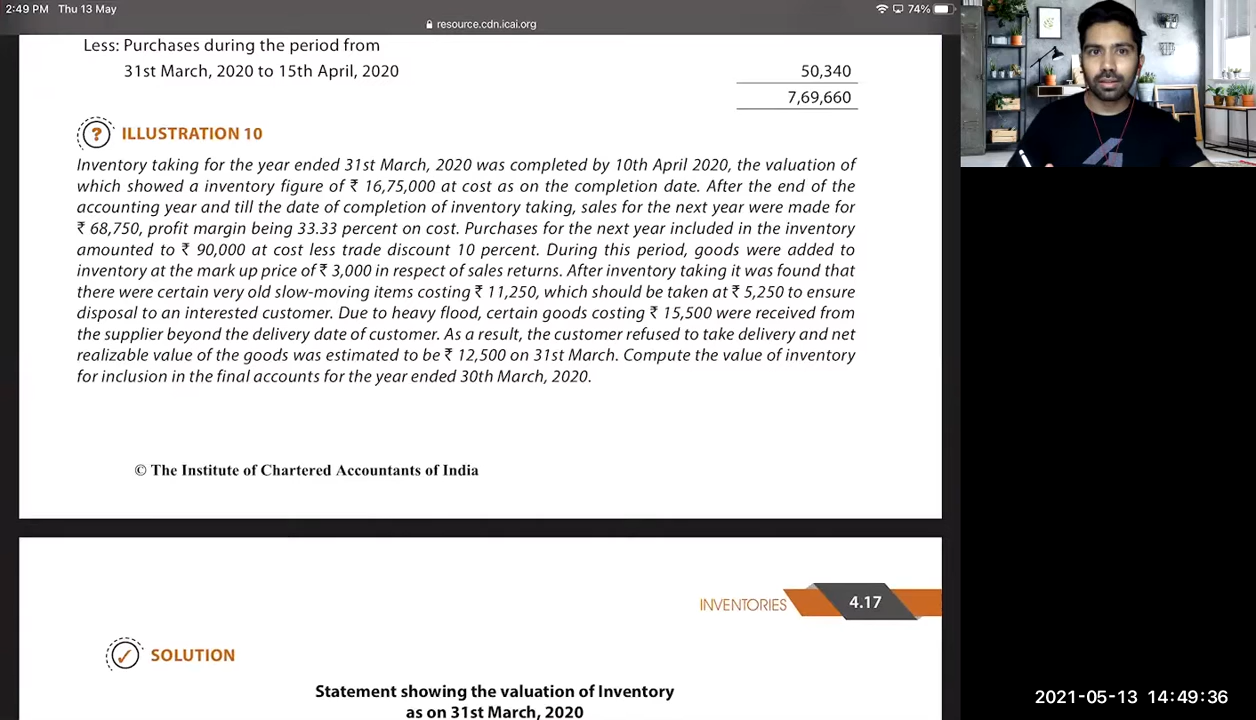 2:49 PM Thu 13 May
74%
resource.cdn.icai.org
Less: Purchases during the period from
31st March, 2020 to 15th April, 2020 50,340
7,69,660
? ILLUSTRATION 10
Inventory taking for the year ended 31st March, 2020 was completed by 10th April 2020, the valuation of
which showed a inventory figure of ₹ 16,75,000 at cost as on the completion date. After the end of the
accounting year and till the date of completion of inventory taking, sales for the next year were made for
₹ 68,750, profit margin being 33.33 percent on cost. Purchases for the next year included in the inventory
amounted to ₹ 90,000 at cost less trade discount 10 percent. During this period, goods were added to
inventory at the mark up price of ₹ 3,000 in respect of sales returns. After inventory taking it was found that
there were certain very old slow-moving items costing ₹ 11,250, which should be taken at ₹ 5,250 to ensure
disposal to an interested customer. Due to heavy flood, certain goods costing ₹ 15,500 were received from
the supplier beyond the delivery date of customer. As a result, the customer refused to take delivery and net
realizable value of the goods was estimated to be ₹ 12,500 on 31st March. Compute the value of inventory
for inclusion in the final accounts for the year ended 30th March, 2020.
© The Institute of Chartered Accountants of India
INVENTORIES 4.17
SOLUTION
Statement showing the valuation of Inventory
as on 31st March, 2020
2021-05-13 14:49:36